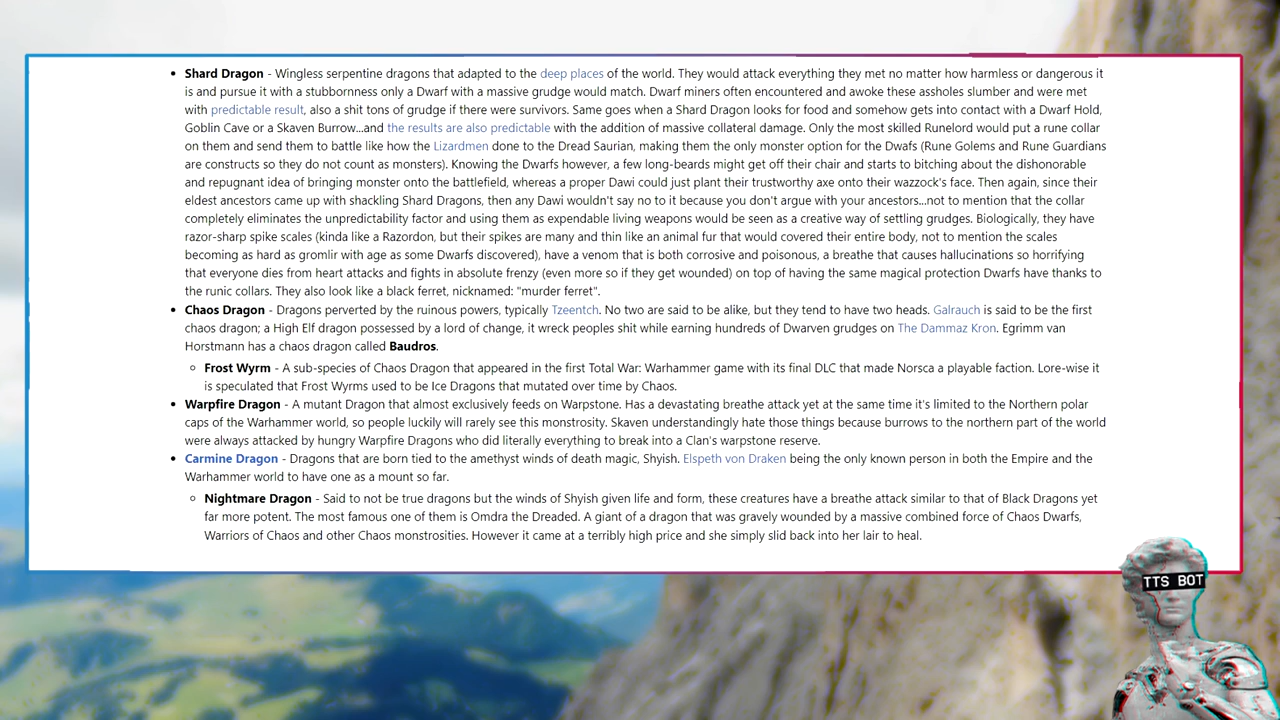 Shard Dragon - Wingless serpentine dragons that adapted to the deep places of the world. They would attack everything they met no matter how harmless or dangerous it
is and pursue it with a stubbornness only a Dwarf with a massive grudge would match. Dwarf miners often encountered and awoke these assholes slumber and were met
with predictable result, also a shit tons of grudge if there were survivors. Same goes when a Shard Dragon looks for food and somehow gets into contact with a Dwarf Hold,
Goblin Cave or a Skaven Burrow...and the results are also predictable with the addition of massive collateral damage. Only the most skilled Runelord would put a rune collar
on them and send them to battle like how the Lizardmen done to the Dread Saurian, making them the only monster option for the Dwafs (Rune Golems and Rune Guardians
are constructs so they do not count as monsters). Knowing the Dwarfs however, a few long-beards might get off their chair and starts to bitching about the dishonorable
and repugnant idea of bringing monster onto the battlefield, whereas a proper Dawi could just plant their trustworthy axe onto their wazzock's face. Then again, since their
eldest ancestors came up with shackling Shard Dragons, then any Dawi wouldn't say no to it because you don't argue with your ancestors...not to mention that the collar
completely eliminates the unpredictability factor and using them as expendable living weapons would be seen as a creative way of settling grudges. Biologically, they have
razor-sharp spike scales (kinda like a Razordon, but their spikes are many and thin like an animal fur that would covered their entire body, not to mention the scales
becoming as hard as gromlir with age as some Dwarfs discovered), have a venom that is both corrosive and poisonous, a breathe that causes hallucinations so horrifying
that everyone dies from heart attacks and fights in absolute frenzy (even more so if they get wounded) on top of having the same magical protection Dwarfs have thanks to
the runic collars. They also look like a black ferret, nicknamed: "murder ferret".
Chaos Dragon - Dragons perverted by the ruinous powers, typically Tzeentch. No two are said to be alike, but they tend to have two heads. Galrauch is said to be the first
chaos dragon; a High Elf dragon possessed by a lord of change, it wreck peoples shit while earning hundreds of Dwarven grudges on The Dammaz Kron. Egrimm van
Horstmann has a chaos dragon called Baudros.
Frost Wyrm - A sub-species of Chaos Dragon that appeared in the first Total War: Warhammer game with its final DLC that made Norsca a playable faction. Lore-wise it
is speculated that Frost Wyrms used to be Ice Dragons that mutated over time by Chaos.
Warpfire Dragon - A mutant Dragon that almost exclusively feeds on Warpstone. Has a devastating breathe attack yet at the same time it's limited to the Northern polar
caps of the Warhammer world, so people luckily will rarely see this monstrosity. Skaven understandingly hate those things because burrows to the northern part of the world
were always attacked by hungry Warpfire Dragons who did literally everything to break into a Clan's warpstone reserve.
Carmine Dragon - Dragons that are born tied to the amethyst winds of death magic, Shyish. Elspeth von Draken being the only known person in both the Empire and the
Warhammer world to have one as a mount so far.
Nightmare Dragon - Said to not be true dragons but the winds of Shyish given life and form, these creatures have a breathe attack similar to that of Black Dragons yet
far more potent. The most famous one of them is Omdra the Dreaded. A giant of a dragon that was gravely wounded by a massive combined force of Chaos Dwarfs,
Warriors of Chaos and other Chaos monstrosities. However it came at a terribly high price and she simply slid back into her lair to heal.
TTS BOT